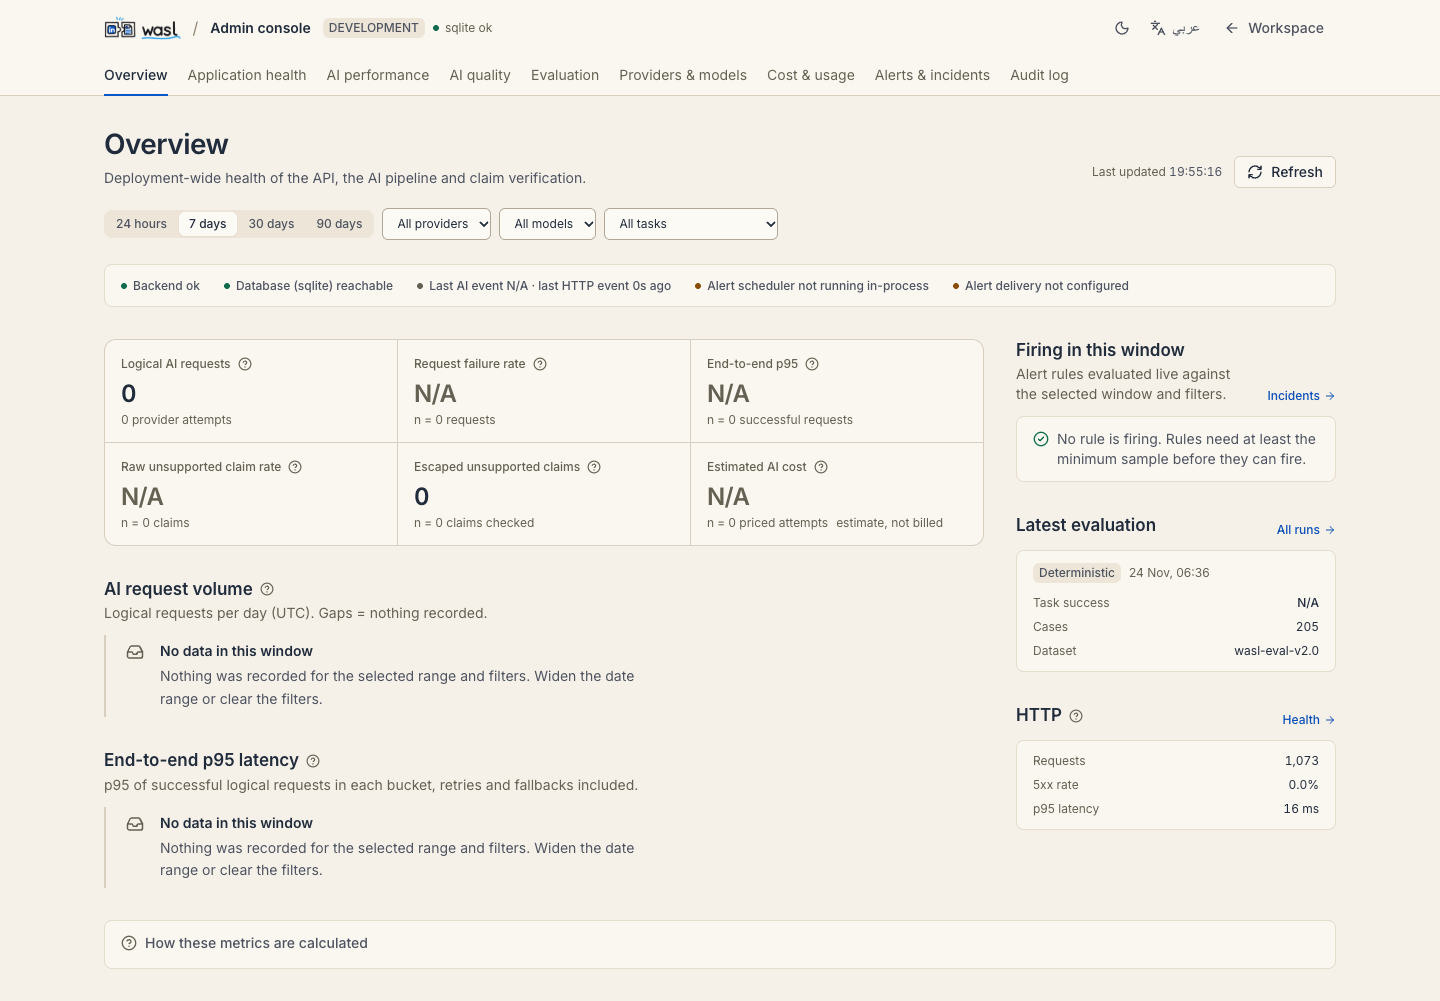 wasl / Admin console DEVELOPMENT sqlite ok
عربي
Workspace
Overview Application health AI performance AI quality Evaluation Providers & models Cost & usage Alerts & incidents Audit log
Overview
Deployment-wide health of the API, the AI pipeline and claim verification.
Last updated 19:55:16 Refresh
24 hours 7 days 30 days 90 days All providers All models All tasks
Backend ok Database (sqlite) reachable Last AI event N/A · last HTTP event 0s ago Alert scheduler not running in-process Alert delivery not configured
Logical AI requests
0
0 provider attempts
Request failure rate
N/A
n = 0 requests
End-to-end p95
N/A
n = 0 successful requests
Raw unsupported claim rate
N/A
n = 0 claims
Escaped unsupported claims
0
n = 0 claims checked
Estimated AI cost
N/A
n = 0 priced attempts estimate, not billed
AI request volume
Logical requests per day (UTC). Gaps = nothing recorded.
No data in this window
Nothing was recorded for the selected range and filters. Widen the date
range or clear the filters.
End-to-end p95 latency
p95 of successful logical requests in each bucket, retries and fallbacks included.
No data in this window
Nothing was recorded for the selected range and filters. Widen the date
range or clear the filters.
Firing in this window
Alert rules evaluated live against
the selected window and filters.
Incidents →
No rule is firing. Rules need at least the
minimum sample before they can fire.
Latest evaluation
All runs →
Deterministic 24 Nov, 06:36
Task success N/A
Cases 205
Dataset wasl-eval-v2.0
HTTP
Health →
Requests 1,073
5xx rate 0.0%
p95 latency 16 ms
How these metrics are calculated